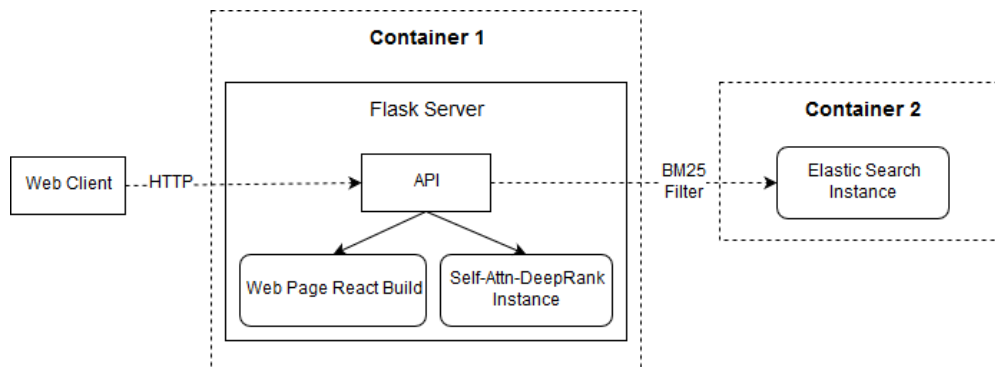 Container 1
Flask Server
Container 2
Web Client
HTTP
API
BM25
Filter
Elastic Search
Instance
Web Page React Build
Self-Attn-DeepRank
Instance